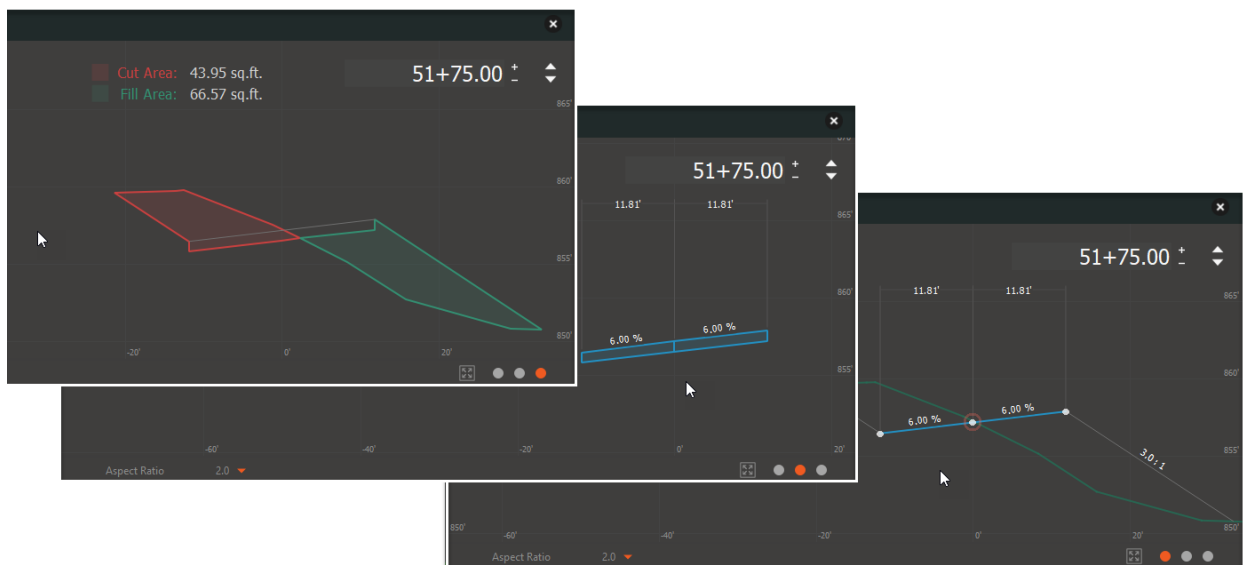 Cut Area: 43.95 sq.ft.
Fill Area: 66.57 sq.ft.
51+75.00 + -
865'
860'
855'
850'
-20' 0' 20'
870'
51+75.00 + -
865'
11.81' 11.81'
860'
6.00 % 6.00 %
855'
-60' -40' -20' 0' 20'
Aspect Ratio 2.0
51+75.00 + -
11.81' 11.81'
865'
860'
6.00 % 6.00 %
855'
3.0 : 1
850' 850'
-60' -40' -20' 0' 20'
Aspect Ratio 2.0